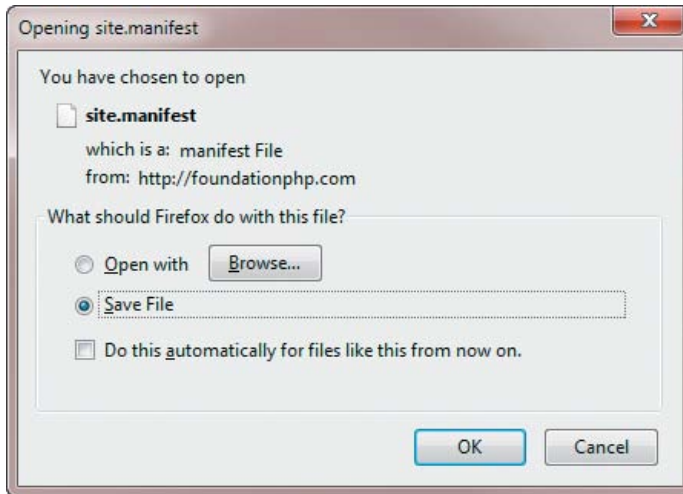 Opening site.manifest
You have chosen to open
site.manifest
which is a: manifest File
from: http://foundationphp.com
What should Firefox do with this file?
Open with
Browse...
Save File
Do this automatically for files like this from now on.
OK
Cancel